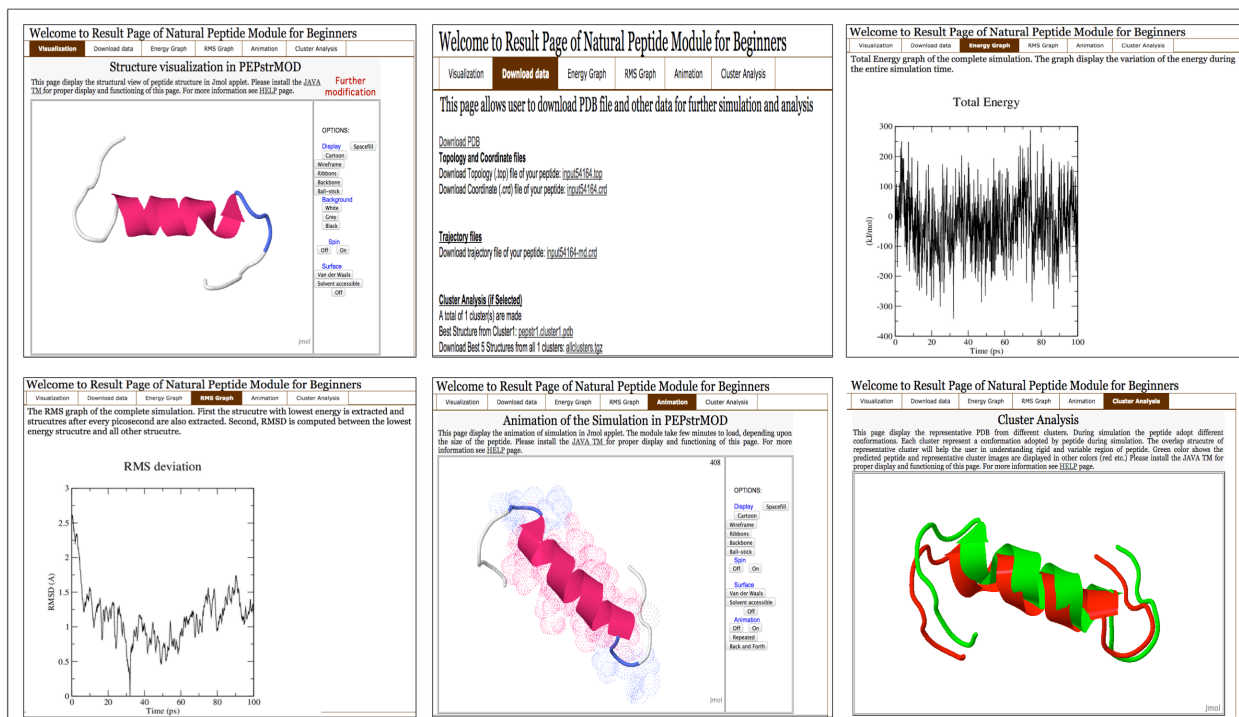 Welcome to Result Page of Natural Peptide Module for Beginners
Visualization Download data Energy Graph RMS Graph Animation Cluster Analysis
Structure visualization in PEPstrMOD
This page display the structural view of peptide structure in Jmol applet. Please install the JAVA
TM for proper display and functioning of this page. For more information see HELP page.
Further
modification
OPTIONS:
Display Spacefill
Cartoon
Wireframe
Ribbons
Backbone
Ball-stick
Background
White
Grey
Black
Spin
Off On
Surface
Van der Waals
Solvent accessible
Off
Jmol
Welcome to Result Page of Natural Peptide Module for Beginners
Visualization Download data Energy Graph RMS Graph Animation Cluster Analysis
This page allows user to download PDB file and other data for further simulation and analysis
Download PDB
Topology and Coordinate files
Download Topology (.top) file of your peptide: input54164.top
Download Coordinate (.crd) file of your peptide: input54164.crd
Trajectory files
Download trajectory file of your peptide: input54164-md.crd
Cluster Analysis (if Selected)
A total of 1 cluster(s) are made
Best Structure from Cluster1: pepstr1.cluster1.pdb
Download Best 5 Structures from all 1 clusters: allclusters.tgz
Welcome to Result Page of Natural Peptide Module for Beginners
Visualization Download data Energy Graph RMS Graph Animation Cluster Analysis
Total Energy graph of the complete simulation. The graph display the variation of the energy during
the entire simulation time.
Total Energy
300
200
100
0
-100
-200
-300
-400
(kJ/mol)
0 20 40 60 80 100
Time (ps)
Welcome to Result Page of Natural Peptide Module for Beginners
Visualization Download data Energy Graph RMS Graph Animation Cluster Analysis
The RMS graph of the complete simulation. First the strucutre with lowest energy is extracted and
strucutres after every picosecond are also extracted. Second, RMSD is computed between the lowest
energy strucutre and all other strucutre.
RMS deviation
3
2.5
2
1.5
1
0.5
0
RMSD (A)
0 20 40 60 80 100
Time (ps)
Welcome to Result Page of Natural Peptide Module for Beginners
Visualization Download data Energy Graph RMS Graph Animation Cluster Analysis
Animation of the Simulation in PEPstrMOD
This page display the animation of simulation in Jmol applet. The module take few minutes to load, depending upon
the size of the peptide. Please install the JAVA TM for proper display and functioning of this page. For more
information see HELP page.
408
OPTIONS:
Display Spacefill
Cartoon
Wireframe
Ribbons
Backbone
Ball-stick
Spin
Off On
Surface
Van der Waals
Solvent accessible
Off
Animation
Off On
Repeated
Back and Forth
Jmol
Welcome to Result Page of Natural Peptide Module for Beginners
Visualization Download data Energy Graph RMS Graph Animation Cluster Analysis
Cluster Analysis
This page display the representative PDB from different clusters. During simulation the peptide adopt different
conformations. Each cluster represent a conformation adopted by peptide during simulation. The overlap strucutre of
representative cluster will help the user in understanding rigid and variable region of peptide. Green color shows the
predicted peptide and representative cluster images are displayed in other colors (red etc.) Please install the JAVA TM for
proper display and functioning of this page. For more information see HELP page.
Jmol